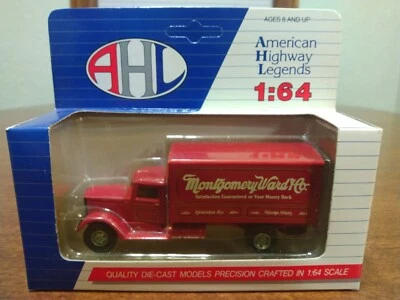 AGES 8 AND UP
AHL
American
Highway
Legends
1:64
Montgomery Ward & Co.
Satisfaction Guaranteed or Your Money Back
QUALITY DIE-CAST MODELS PRECISION CRAFTED IN 1:64 SCALE